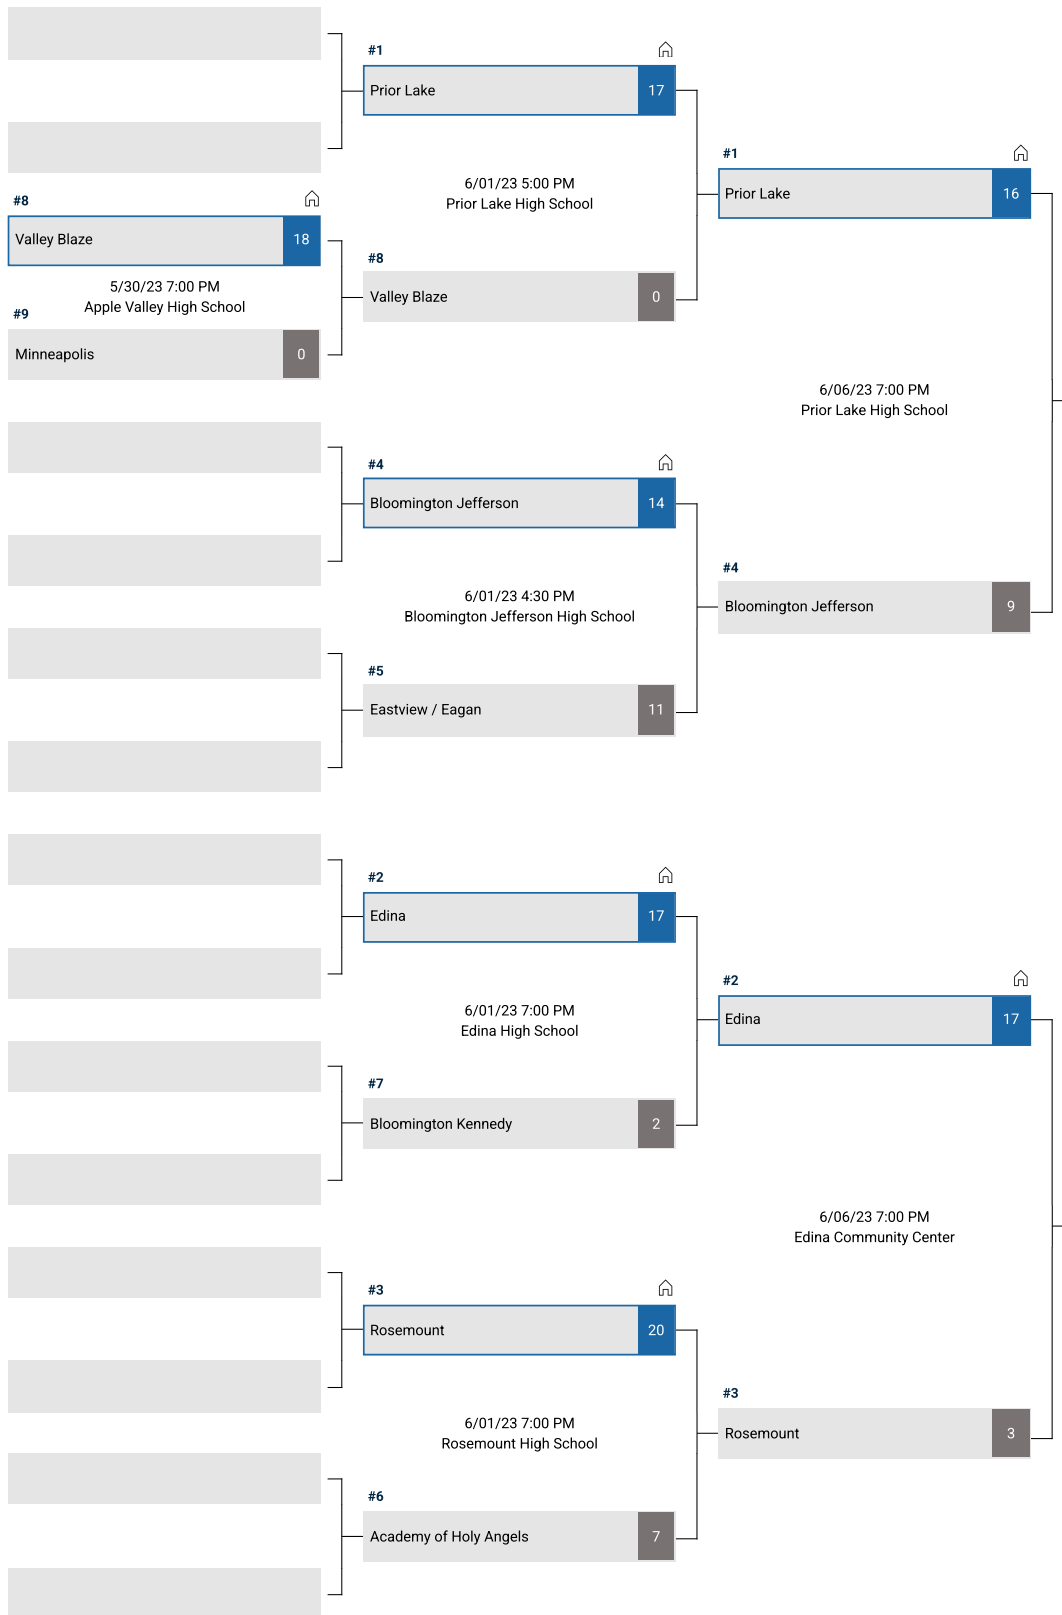 #8
Valley Blaze 18
5/30/23 7:00 PM
Apple Valley High School
#9
Minneapolis 0
#1
Prior Lake 17
6/01/23 5:00 PM
Prior Lake High School
#8
Valley Blaze 0
#4
Bloomington Jefferson 14
6/01/23 4:30 PM
Bloomington Jefferson High School
#5
Eastview / Eagan 11
#2
Edina 17
6/01/23 7:00 PM
Edina High School
#7
Bloomington Kennedy 2
#3
Rosemount 20
6/01/23 7:00 PM
Rosemount High School
#6
Academy of Holy Angels 7
#1
Prior Lake 16
6/06/23 7:00 PM
Prior Lake High School
#4
Bloomington Jefferson 9
#2
Edina 17
6/06/23 7:00 PM
Edina Community Center
#3
Rosemount 3